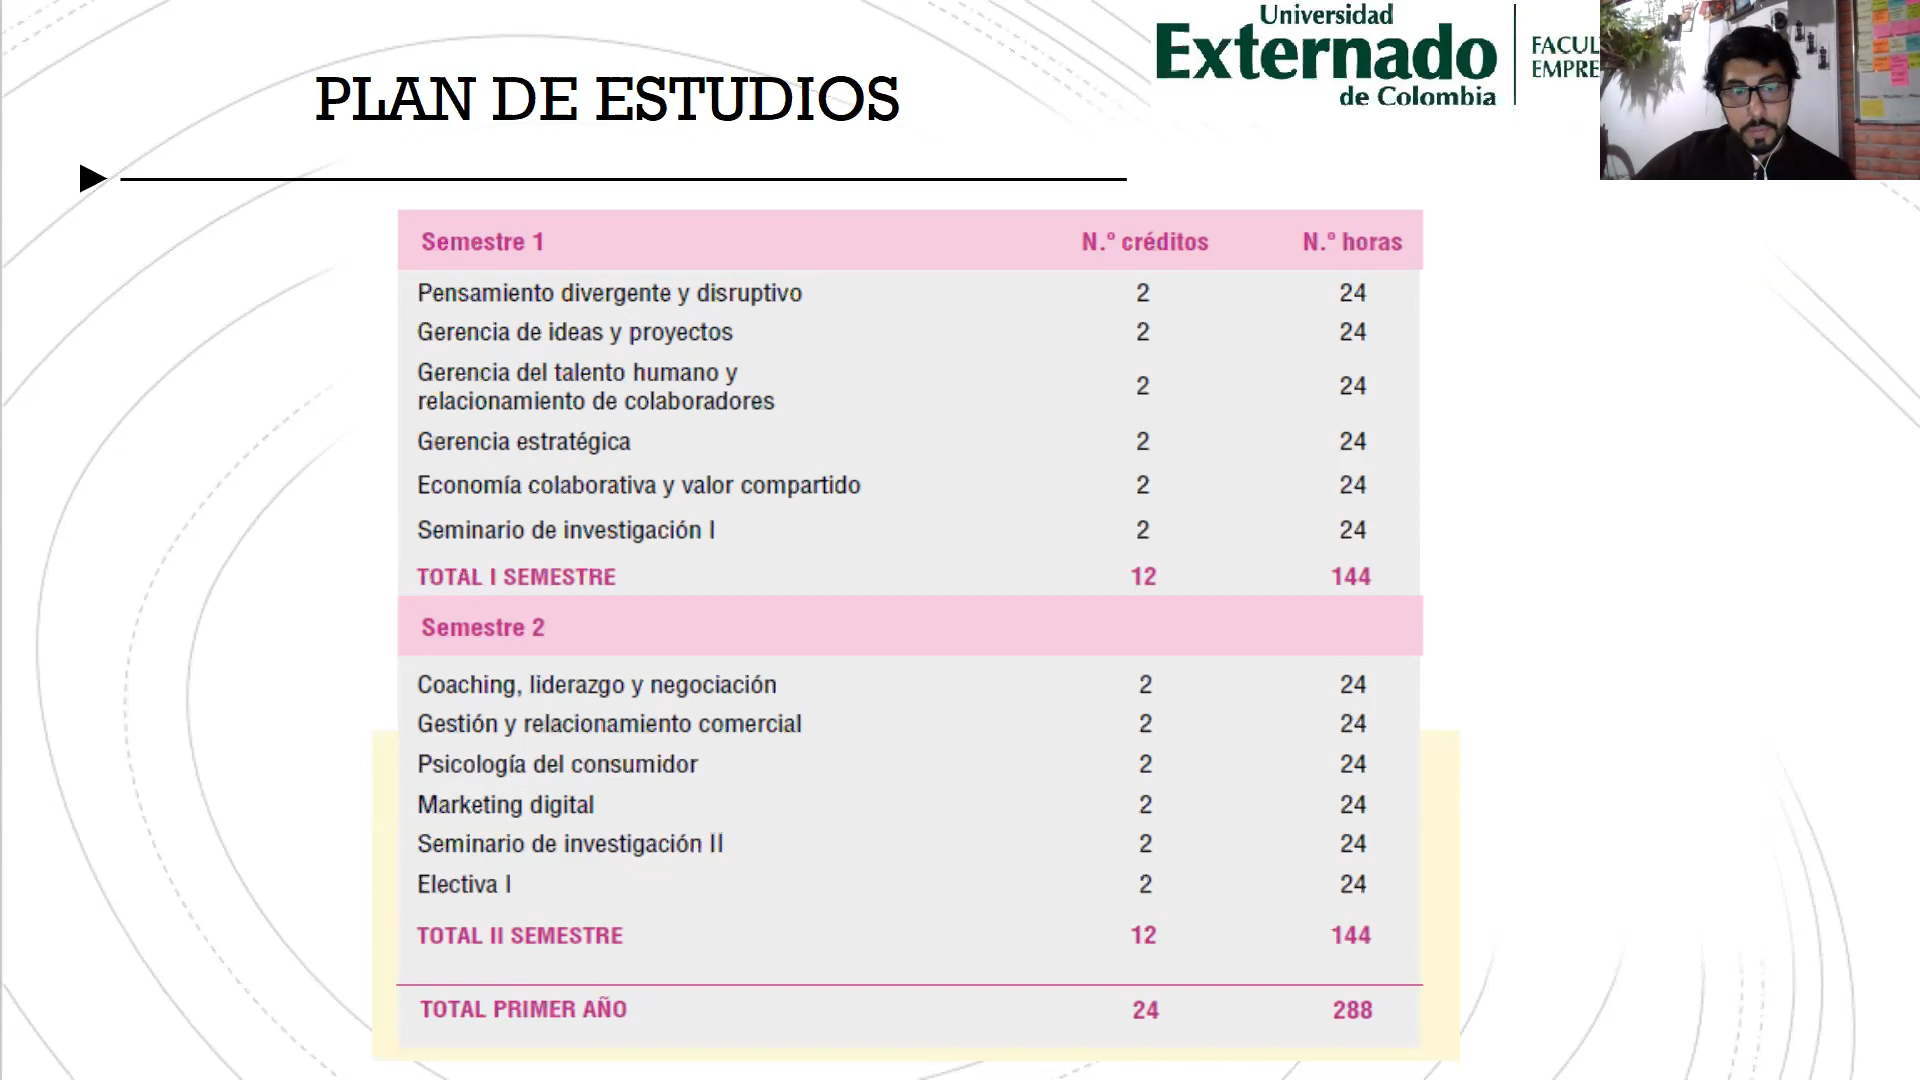 Universidad
Externado
de Colombia
FACUL
EMPRE
PLAN DE ESTUDIOS
Semestre 1 N.º créditos N.º horas
Pensamiento divergente y disruptivo 2 24
Gerencia de ideas y proyectos 2 24
Gerencia del talento humano y
relacionamiento de colaboradores 2 24
Gerencia estratégica 2 24
Economía colaborativa y valor compartido 2 24
Seminario de investigación I 2 24
TOTAL I SEMESTRE 12 144
Semestre 2
Coaching, liderazgo y negociación 2 24
Gestión y relacionamiento comercial 2 24
Psicología del consumidor 2 24
Marketing digital 2 24
Seminario de investigación II 2 24
Electiva I 2 24
TOTAL II SEMESTRE 12 144
TOTAL PRIMER AÑO 24 288